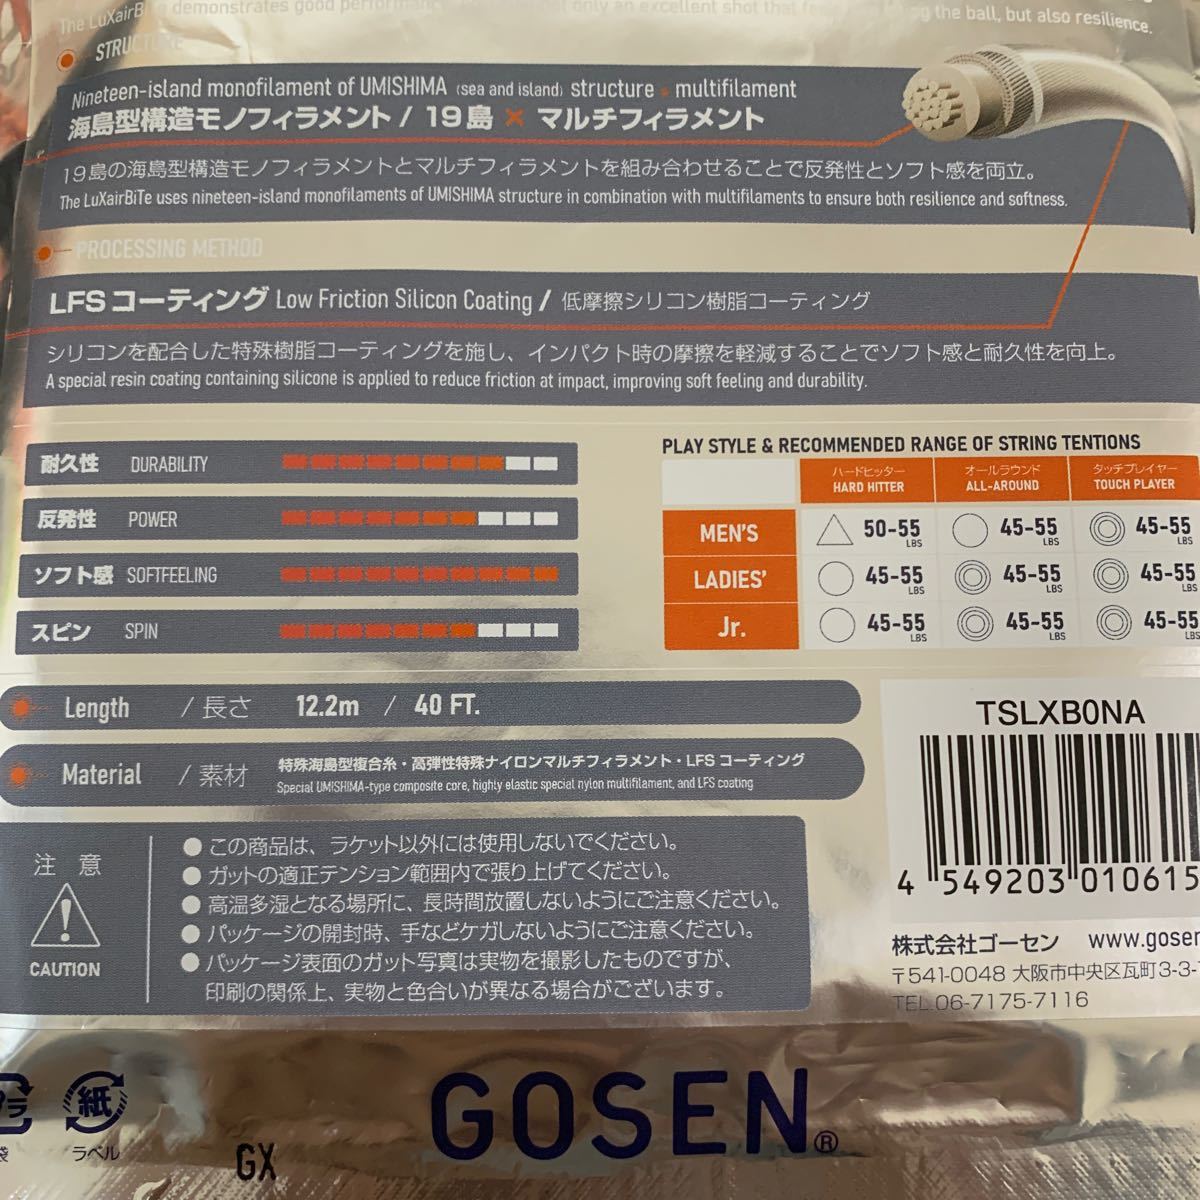 The LuXairBiTe demonstrates good performance
not only an excellent shot that
the ball, but also resilience.
STRUCTURE
Nineteen-island monofilament of UMISHIMA (sea and island) structure × multifilament
海島型構造モノフィラメント / 19島 × マルチフィラメント
19島の海島型構造モノフィラメントとマルチフィラメントを組み合わせることで反発性とソフト感を両立。
The LuXairBiTe uses nineteen-island monofilaments of UMISHIMA structure in combination with multifilaments to ensure both resilience and softness.
PROCESSING METHOD
LFSコーティング Low Friction Silicon Coating / 低摩擦シリコン樹脂コーティング
シリコンを配合した特殊樹脂コーティングを施し、インパクト時の摩擦を軽減することでソフト感と耐久性を向上。
A special resin coating containing silicone is applied to reduce friction at impact, improving soft feeling and durability.
耐久性 DURABILITY
反発性 POWER
ソフト感 SOFTFEELING
スピン SPIN
PLAY STYLE & RECOMMENDED RANGE OF STRING TENTIONS
ハードヒッター オールラウンド タッチプレイヤー
HARD HITTER ALL-AROUND TOUCH PLAYER
MEN'S △ 50-55 LBS ○ 45-55 LBS ◎ 45-55 LBS
LADIES' ○ 45-55 LBS ◎ 45-55 LBS ◎ 45-55 LBS
Jr. ○ 45-55 LBS ◎ 45-55 LBS ◎ 45-55 LBS
Length / 長さ 12.2m / 40 FT.
Material / 素材 特殊海島型複合糸・高弾性特殊ナイロンマルチフィラメント・LFSコーティング
Special UMISHIMA-type composite core, highly elastic special nylon multifilament, and LFS coating
注意
CAUTION
● この商品は、ラケット以外には使用しないでください。
● ガットの適正テンション範囲内で張り上げてください。
● 高温多湿となる場所に、長時間放置しないようにご注意ください。
● パッケージの開封時、手などケガしないようにご注意ください。
● パッケージ表面のガット写真は実物を撮影したものですが、
印刷の関係上、実物と色合いが異なる場合がございます。
TSLXB0NA
4 549203 010615
株式会社ゴーセン www.gosen
〒541-0048 大阪市中央区瓦町3-3-
TEL.06-7175-7116
プラ
袋
紙
ラベル
GX
GOSEN®